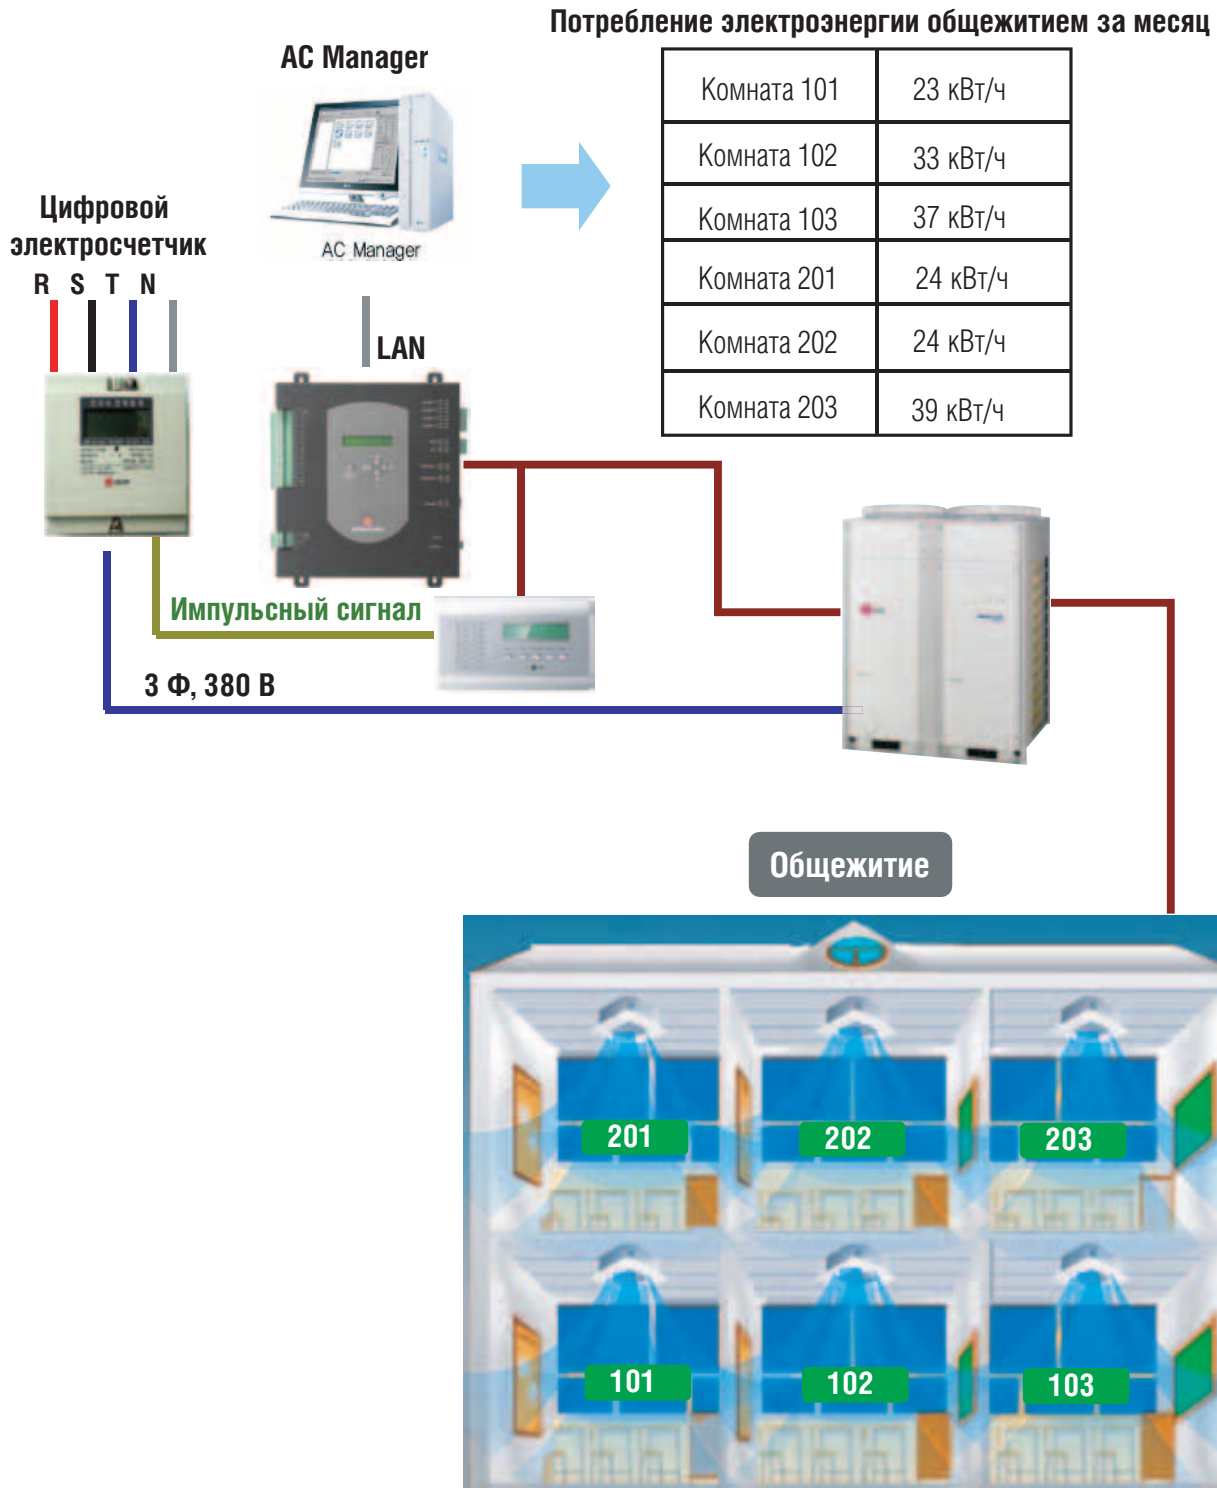 Потребление электроэнергии общежитием за месяц
AC Manager
Комната 101 23 кВт/ч
Комната 102 33 кВт/ч
Комната 103 37 кВт/ч
Комната 201 24 кВт/ч
Комната 202 24 кВт/ч
Комната 203 39 кВт/ч
AC Manager
Цифровой
электросчетчик
R S T N
LAN
Импульсный сигнал
3 Ф, 380 В
Общежитие
201 202 203
101 102 103